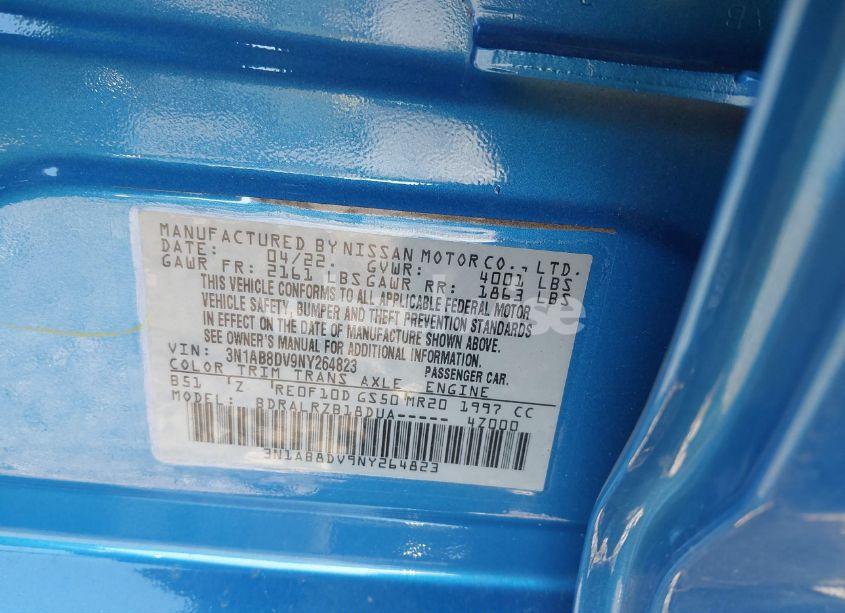 MANUFACTURED BY NISSAN MOTOR CO., LTD.
DATE: 04/22. GVWR: 4001 LBS
GAWR FR: 2161 LBS GAWR RR: 1863 LBS
THIS VEHICLE CONFORMS TO ALL APPLICABLE FEDERAL MOTOR
VEHICLE SAFETY, BUMPER AND THEFT PREVENTION STANDARDS
IN EFFECT ON THE DATE OF MANUFACTURE SHOWN ABOVE.
SEE OWNER'S MANUAL FOR ADDITIONAL INFORMATION.
VIN: 3N1AB8DV9NY264823 PASSENGER CAR.
COLOR TRIM TRANS AXLE ENGINE
B51 Z RE0F10D GS50 MR20 1997 CC
MODEL: BDRALRZB18DUA----- 4Z000
3N1AB8DV9NY264823